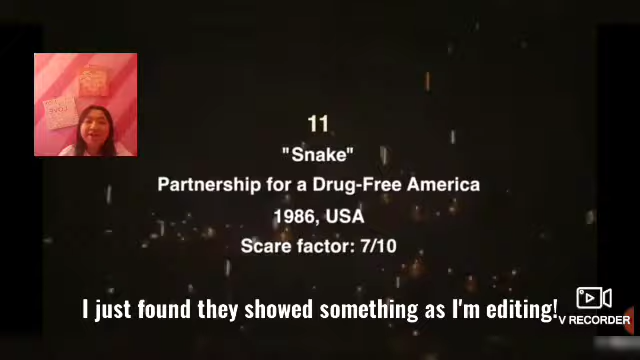 11
"Snake"
Partnership for a Drug-Free America
1986, USA
Scare factor: 7/10
I just found they showed something as I'm editing!
V RECORDER